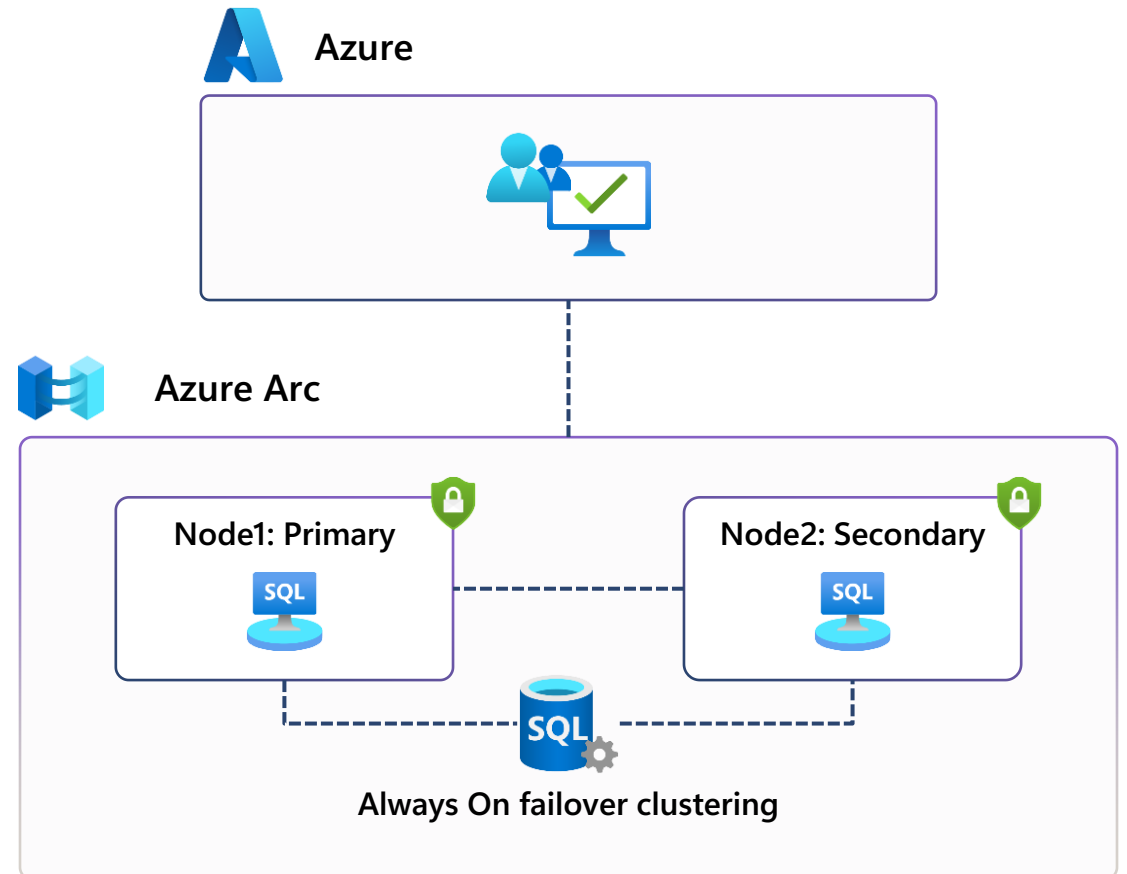 Azure
Azure Arc
Node1: Primary
Node2: Secondary
SQL
SQL
SQL
Always On failover clustering